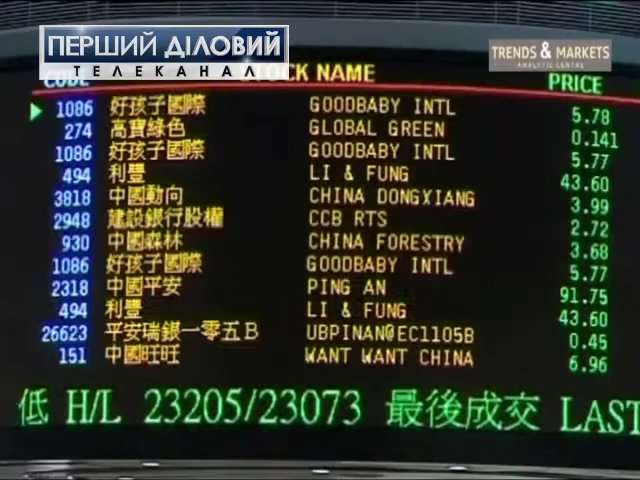 ПЕРШИЙ ДІЛОВИЙ
ТЕЛЕКАНАЛ
TRENDS & MARKETS
ANALYTIC CENTRE
CODE STOCK NAME PRICE
1086 好孩子國際 GOODBABY INTL 5.78
274 高寶綠色 GLOBAL GREEN 0.141
1086 好孩子國際 GOODBABY INTL 5.77
494 利豐 LI & FUNG 43.60
3818 中國動向 CHINA DONGXIANG 3.99
2948 建設銀行股權 CCB RTS 2.72
930 中國森林 CHINA FORESTRY 3.68
1086 好孩子國際 GOODBABY INTL 5.77
2318 中國平安 PING AN 91.75
494 利豐 LI & FUNG 43.60
26623 平安瑞銀一零五B UBPINAN@EC1105B 0.45
151 中國旺旺 WANT WANT CHINA 6.96
低 H/L 23205/23073 最後成交 LAST